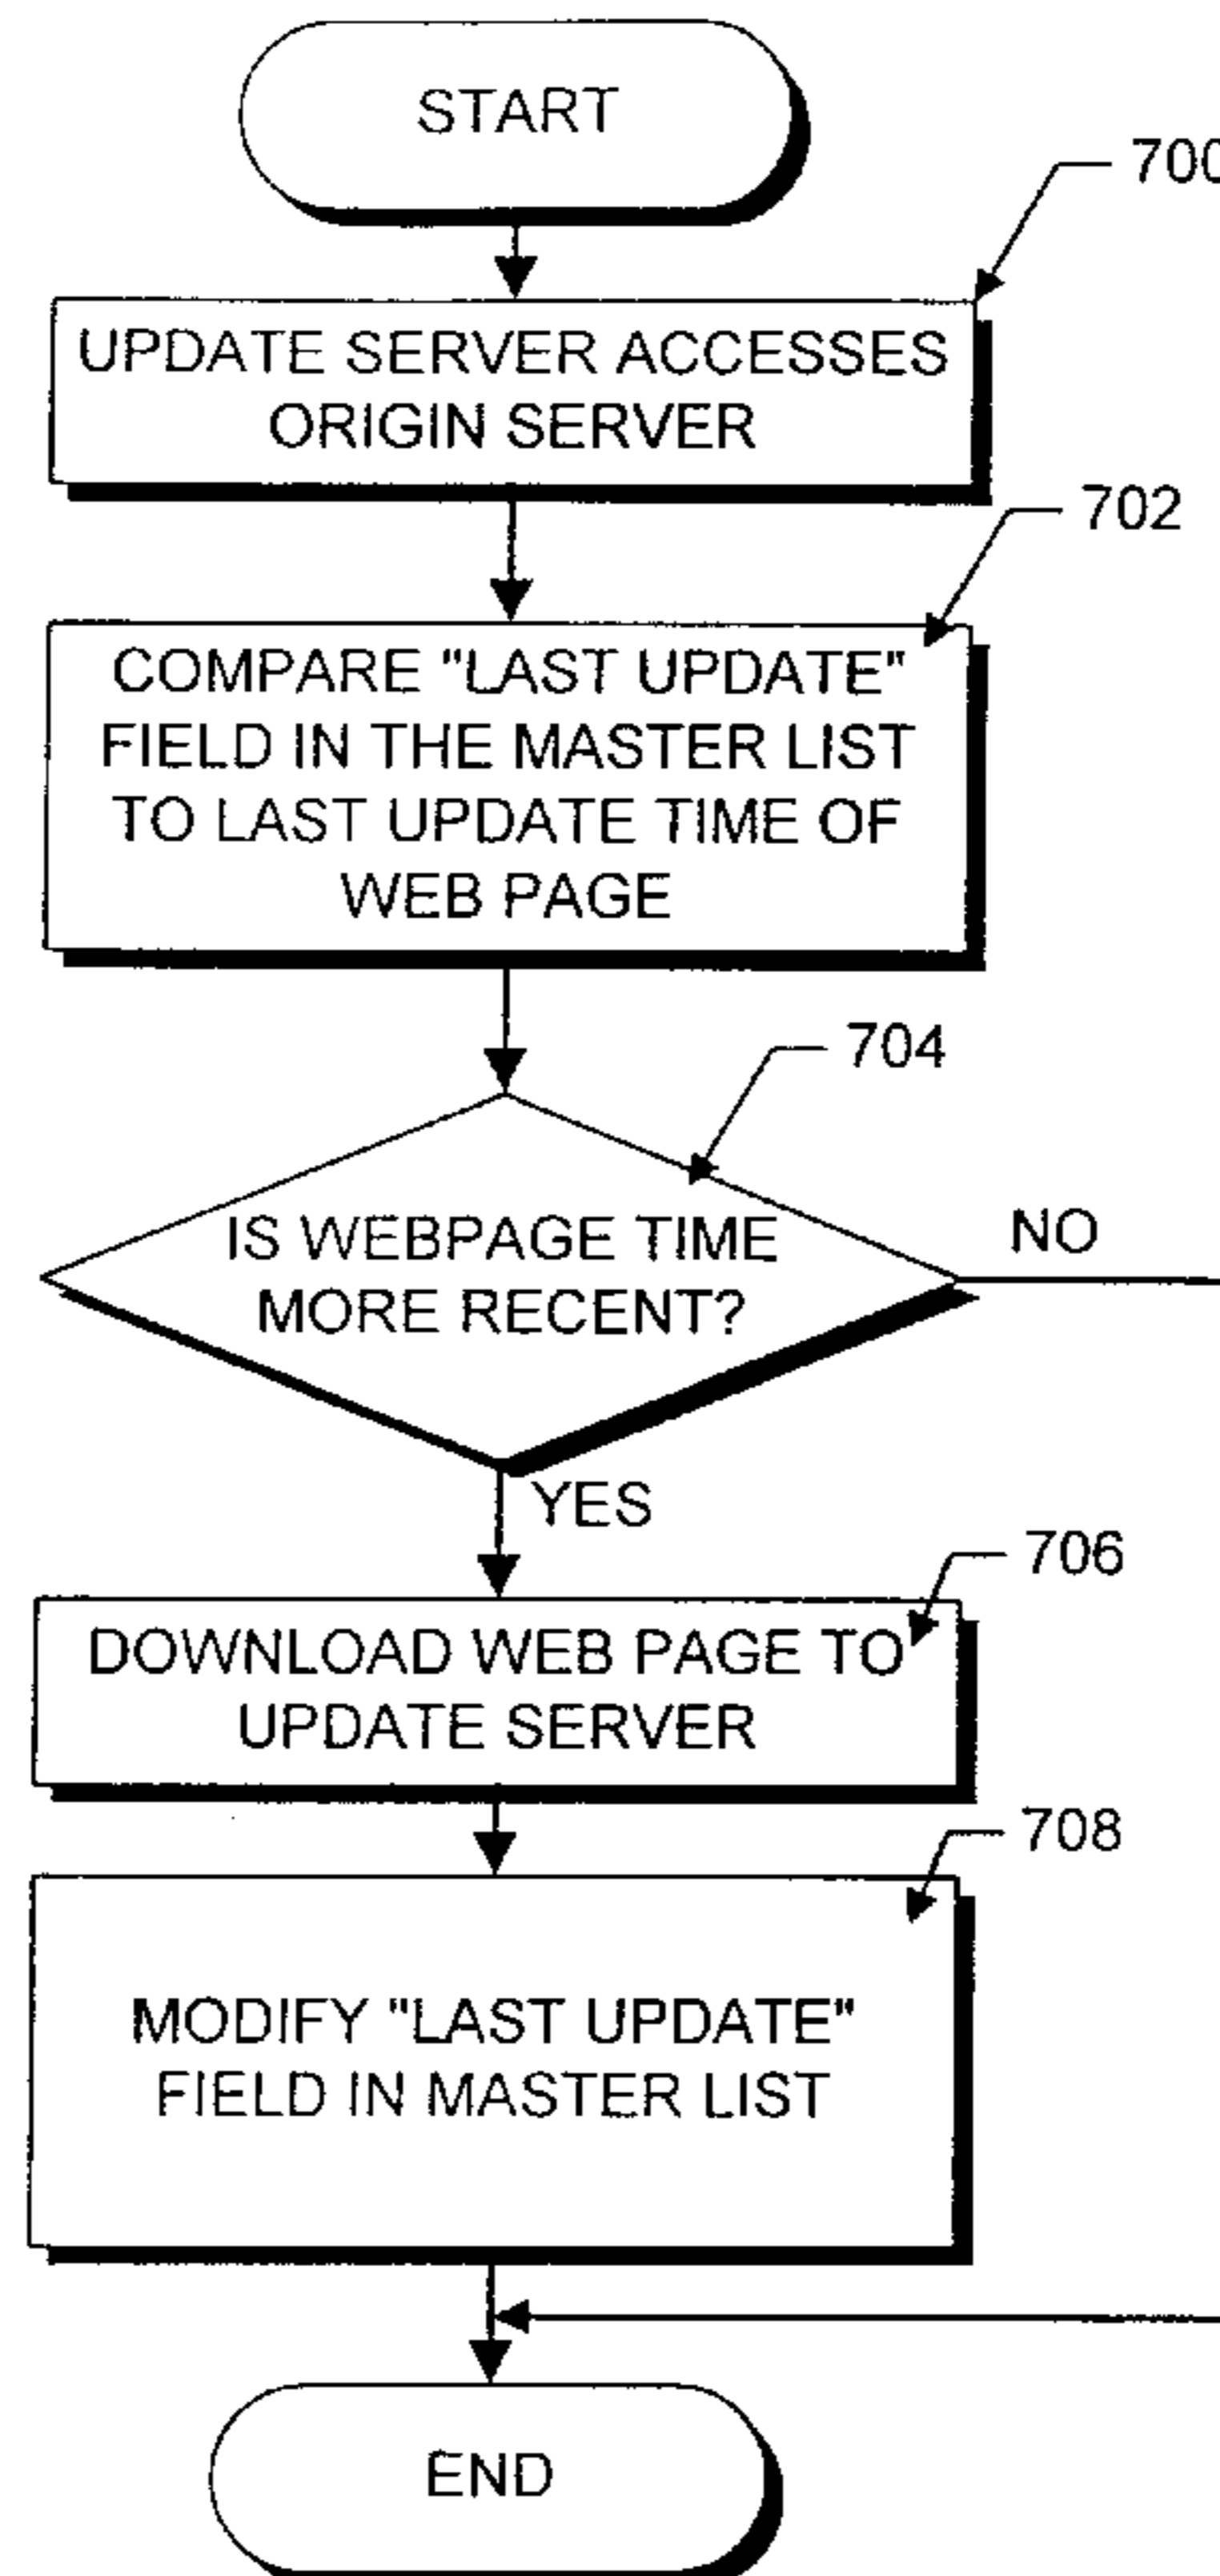 START
700
UPDATE SERVER ACCESSES
ORIGIN SERVER
702
COMPARE "LAST UPDATE"
FIELD IN THE MASTER LIST
TO LAST UPDATE TIME OF
WEB PAGE
704
IS WEBPAGE TIME
MORE RECENT?
NO
YES
706
DOWNLOAD WEB PAGE TO
UPDATE SERVER
708
MODIFY "LAST UPDATE"
FIELD IN MASTER LIST
END